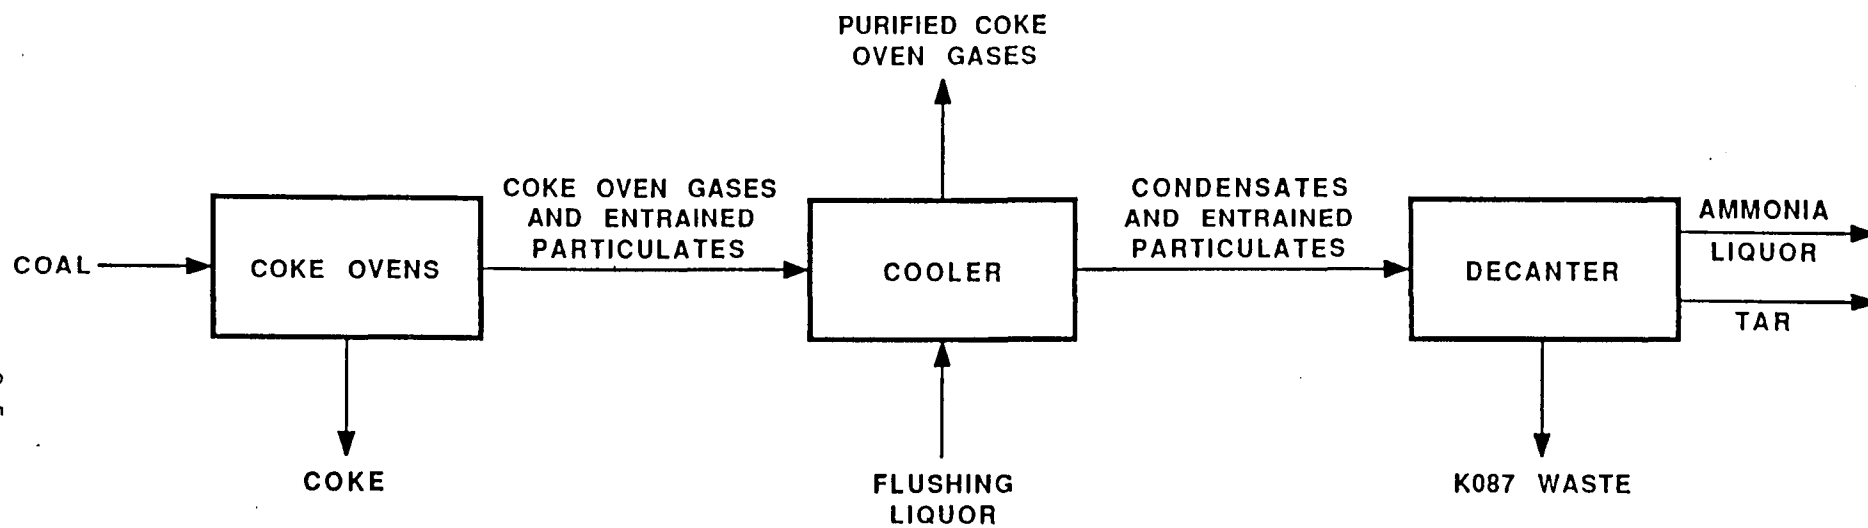 PURIFIED COKE
OVEN GASES
COKE OVEN GASES
AND ENTRAINED
PARTICULATES
CONDENSATES
AND ENTRAINED
PARTICULATES
AMMONIA
LIQUOR
COAL
COKE OVENS
COOLER
DECANTER
TAR
COKE
FLUSHING
LIQUOR
K087 WASTE